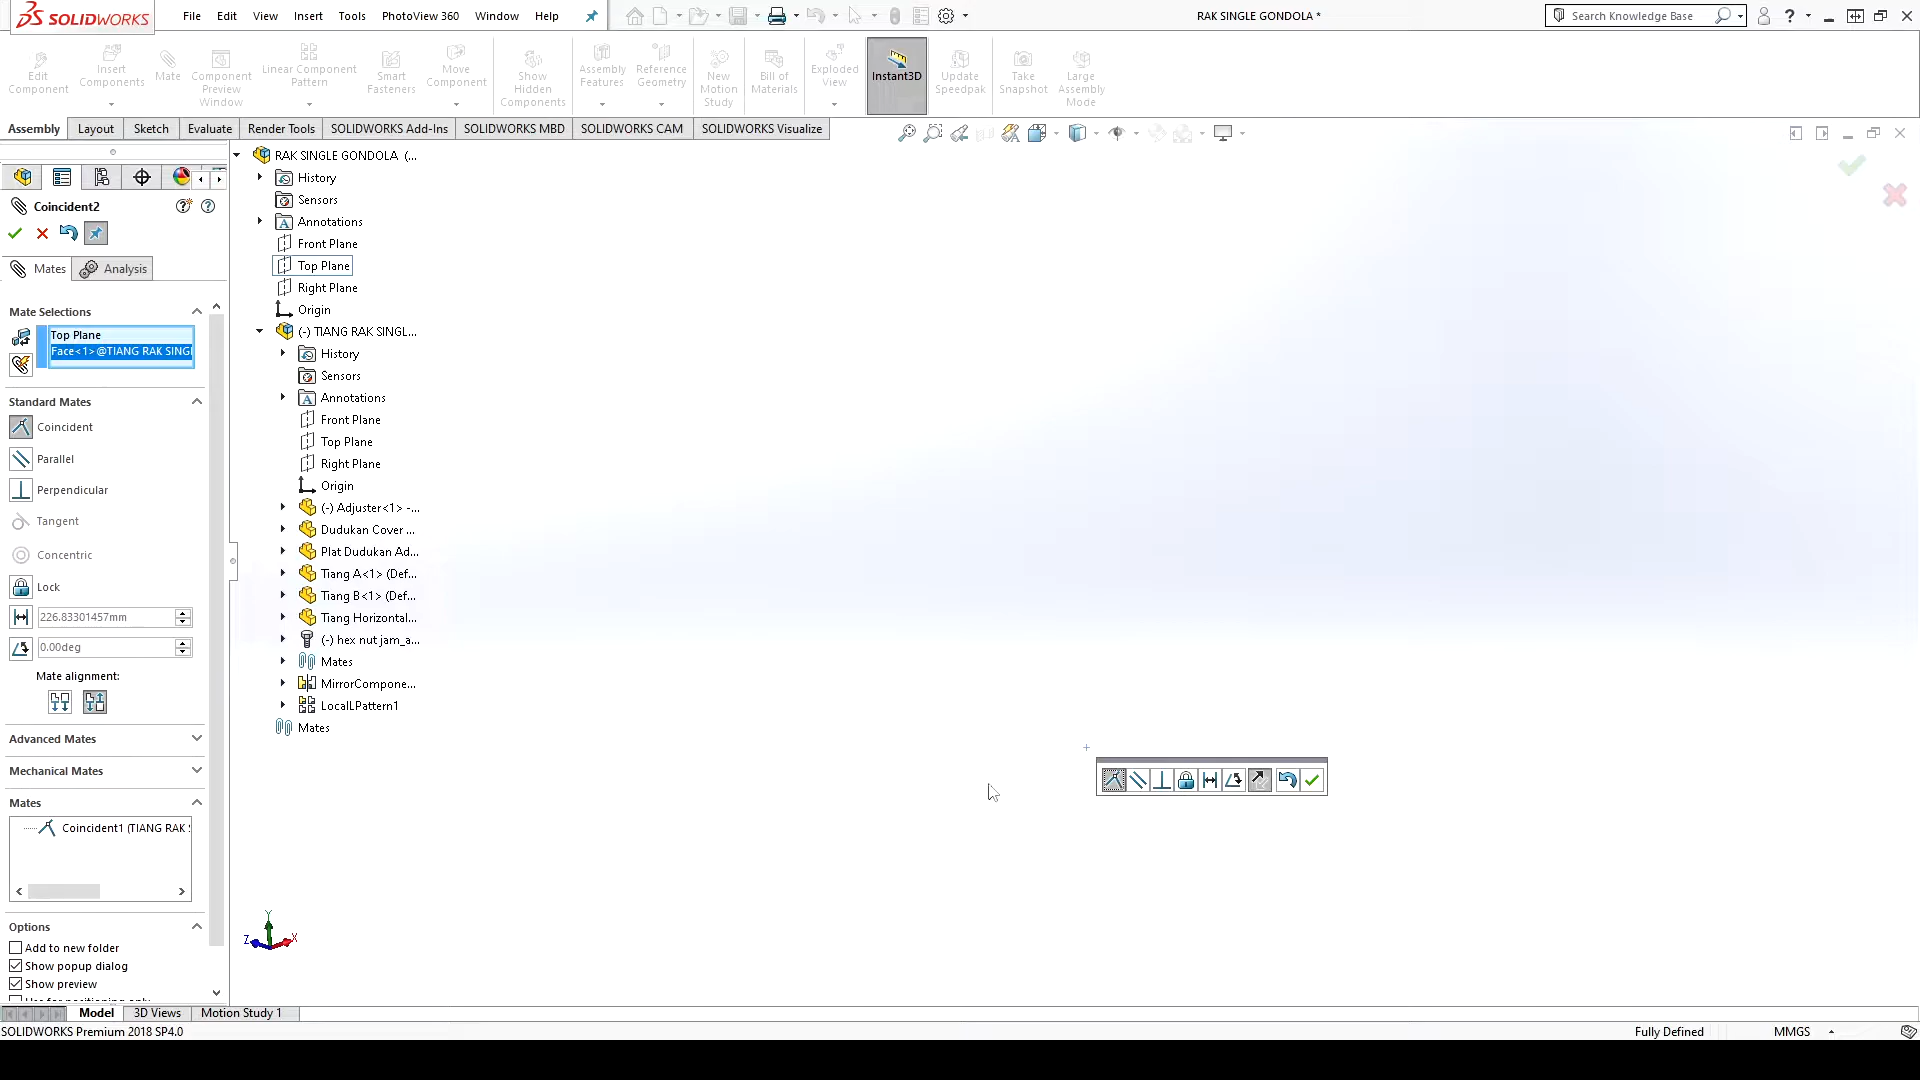 SOLIDWORKS File Edit View Insert Tools PhotoView 360 Window Help RAK SINGLE GONDOLA * Search Knowledge Base
Edit Component
Insert Components
Mate
Component Preview Window
Linear Component Pattern
Smart Fasteners
Move Component
Show Hidden Components
Assembly Features
Reference Geometry
New Motion Study
Bill of Materials
Exploded View
Instant3D
Update Speedpak
Take Snapshot
Large Assembly Mode
Assembly Layout Sketch Evaluate Render Tools SOLIDWORKS Add-Ins SOLIDWORKS MBD SOLIDWORKS CAM SOLIDWORKS Visualize
Coincident2
Mates Analysis
Mate Selections
Top Plane
Face<1>@TIANG RAK SING
Standard Mates
Coincident
Parallel
Perpendicular
Tangent
Concentric
Lock
226.83301457mm
0.00deg
Mate alignment:
Advanced Mates
Mechanical Mates
Mates
Coincident1 (TIANG RAK
Options
Add to new folder
Show popup dialog
Show preview
RAK SINGLE GONDOLA (...
History
Sensors
Annotations
Front Plane
Top Plane
Right Plane
Origin
(-) TIANG RAK SINGL...
History
Sensors
Annotations
Front Plane
Top Plane
Right Plane
Origin
(-) Adjuster<1> -...
Dudukan Cover ...
Plat Dudukan Ad...
Tiang A<1> (Def...
Tiang B<1> (Def...
Tiang Horizontal...
(-) hex nut jam_a...
Mates
MirrorCompone...
LocalLPattern1
Mates
Y
Z
X
Model 3D Views Motion Study 1
SOLIDWORKS Premium 2018 SP4.0 Fully Defined MMGS